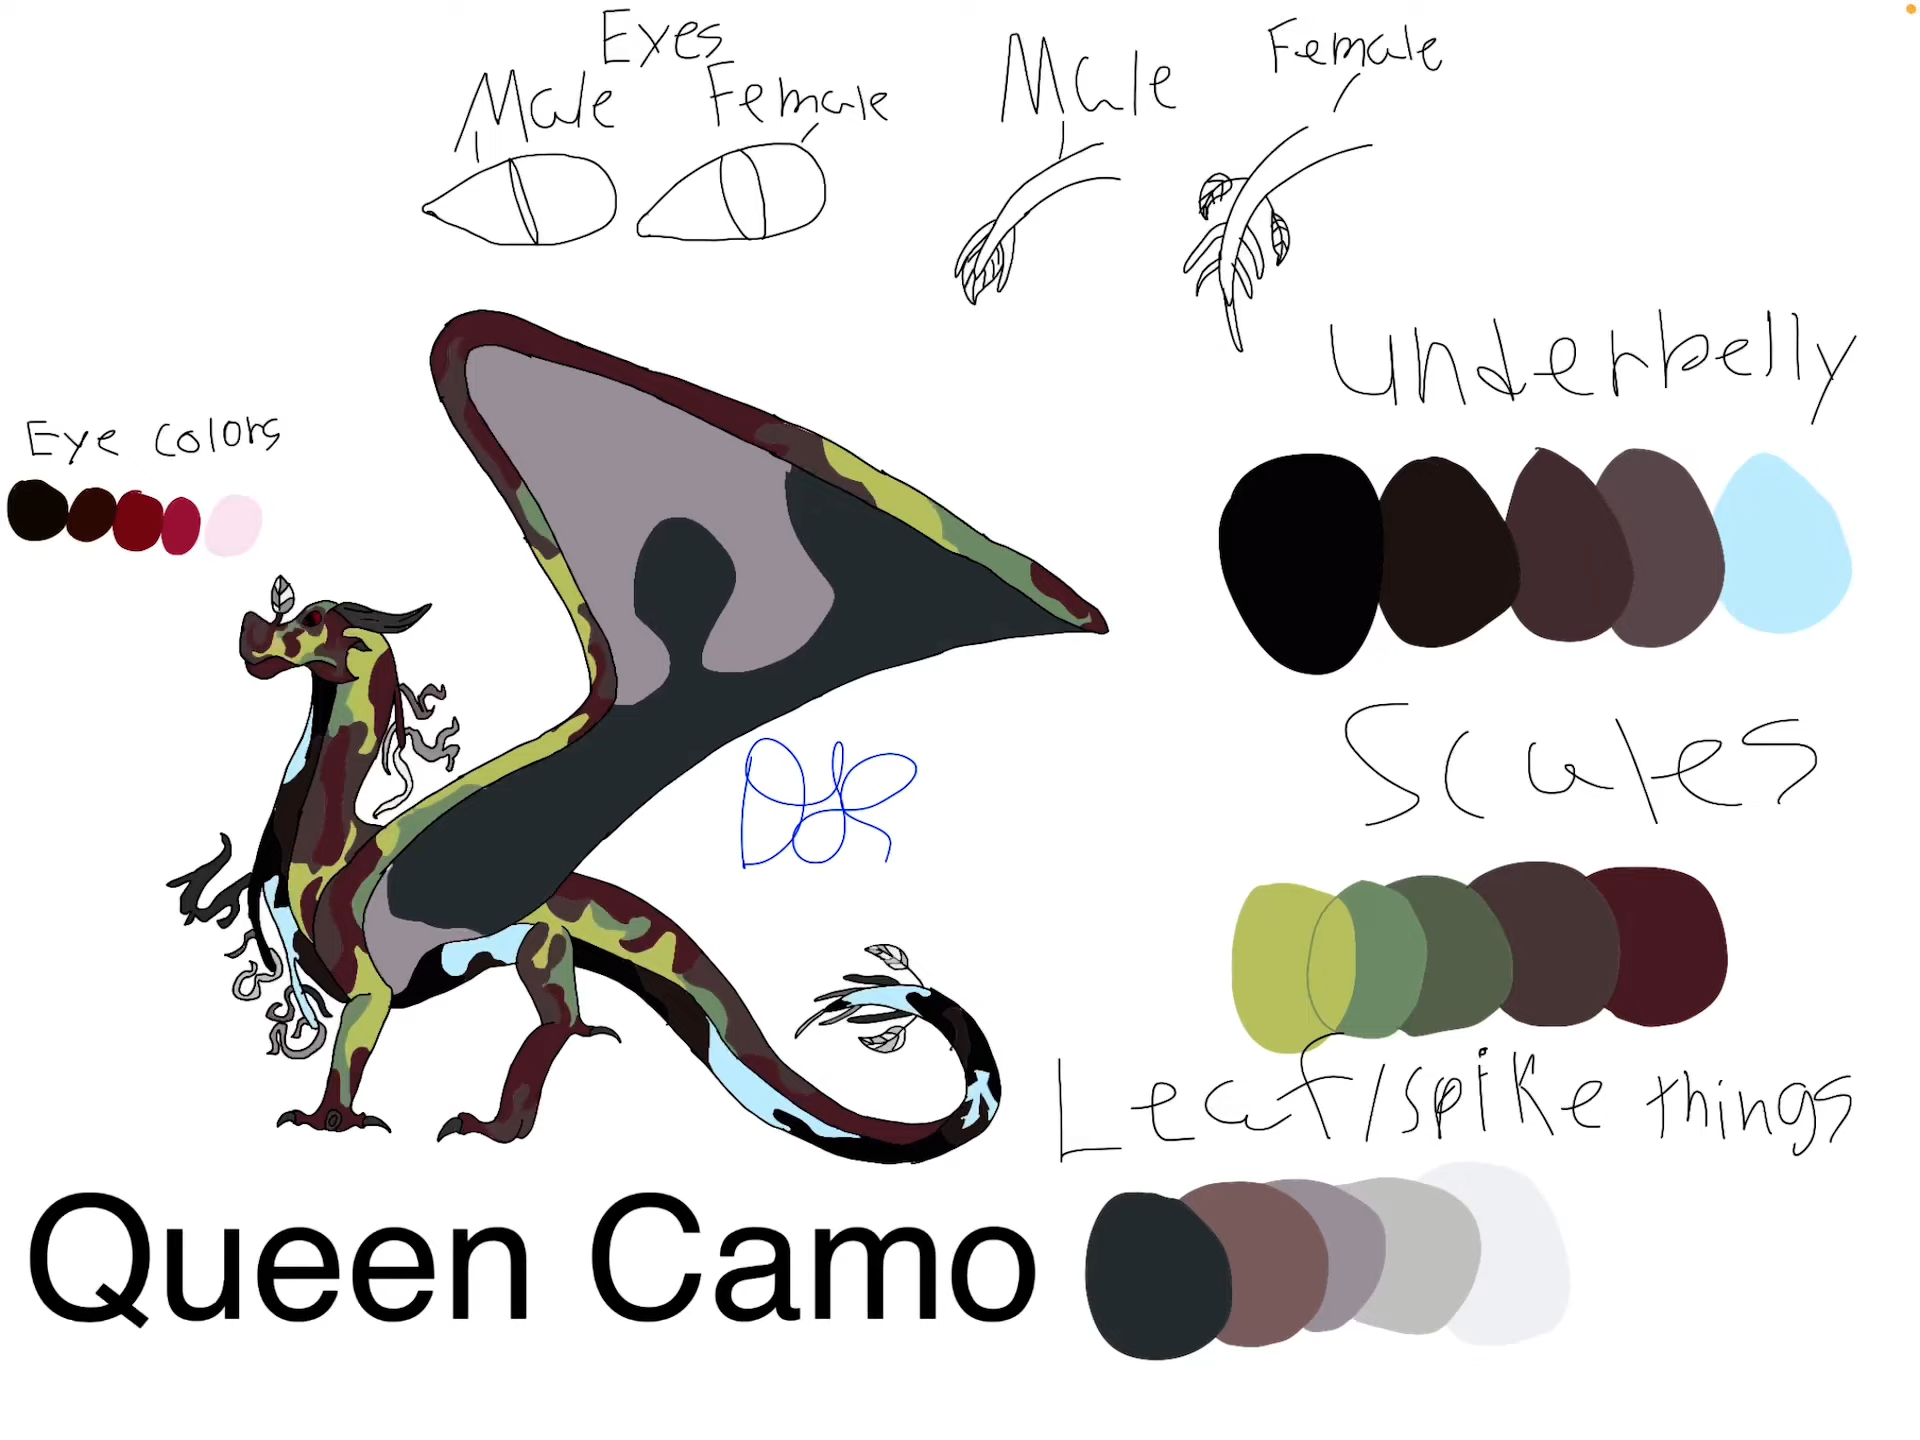 Eyes
Male Female
Male Female
underbelly
Eye colors
Scales
Leaf/spike things
Queen Camo